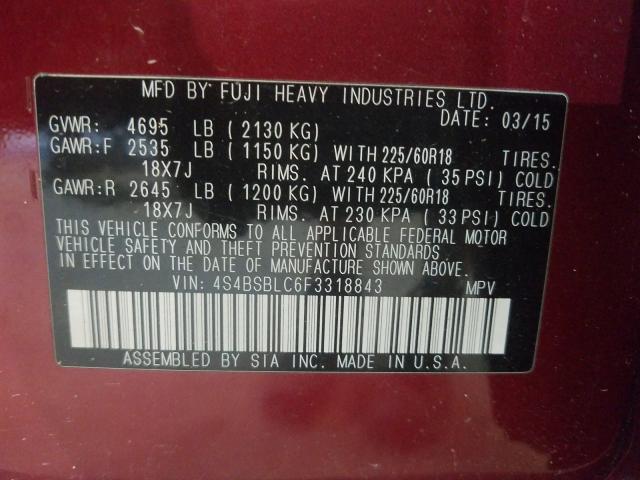 MFD BY FUJI HEAVY INDUSTRIES LTD.
DATE: 03/15
GVWR: 4695 LB (2130 KG)
GAWR:F 2535 LB (1150 KG) WITH 225/60R18 TIRES.
18X7J RIMS. AT 240 KPA (35 PSI) COLD
GAWR:R 2645 LB (1200 KG) WITH 225/60R18 TIRES.
18X7J RIMS. AT 230 KPA (33 PSI) COLD
THIS VEHICLE CONFORMS TO ALL APPLICABLE FEDERAL MOTOR
VEHICLE SAFETY AND THEFT PREVENTION STANDARDS
IN EFFECT ON THE DATE OF MANUFACTURE SHOWN ABOVE.
VIN: 4S4BSBLC6F3318843 MPV
ASSEMBLED BY SIA INC. MADE IN U.S.A.